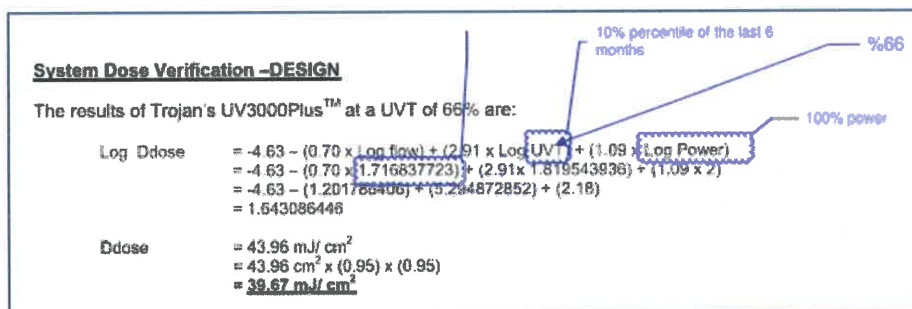 10% percentile of the last 6
months
%66
System Dose Verification –DESIGN
The results of Trojan's UV3000Plus™ at a UVT of 66% are:
100% power
Log Ddose = -4.63 – (0.70 x Log flow) + (2.91 x Log UVT) + (1.09 x Log Power)
= -4.63 – (0.70 x 1.716837723) + (2.91x 1.819543936) + (1.09 x 2)
= -4.63 – (1.201786406) + (5.294872852) + (2.18)
= 1.643086446
Ddose = 43.96 mJ/ cm²
= 43.96 cm² x (0.95) x (0.95)
= 39.67 mJ/ cm²